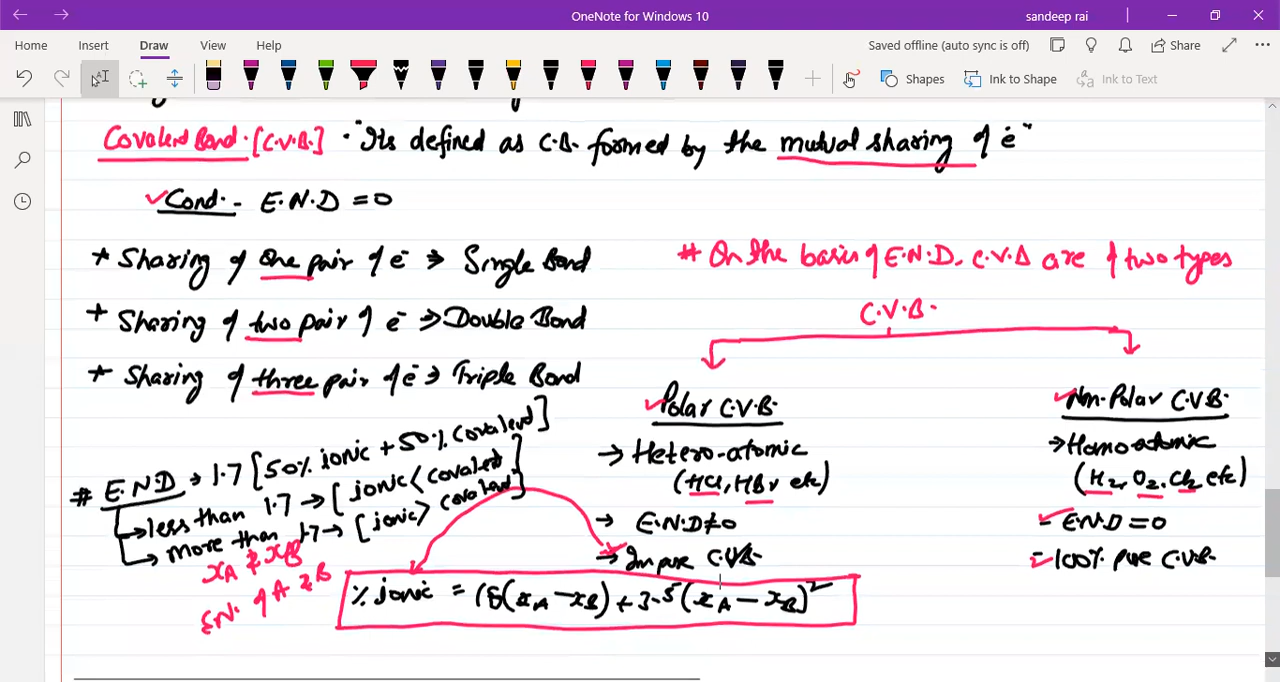 OneNote for Windows 10
sandeep rai
Home Insert Draw View Help
Saved offline (auto sync is off)
Share
Shapes
Ink to Shape
Ink to Text
Covalent Bond. [C.V.B.] . "Its defined as C.B. formed by the mutual sharing of e⁻"
Cond. - E.N.D = 0
* Sharing of one pair of e⁻ → Single Bond
+ Sharing of two pair of e⁻ → Double Bond
* Sharing of three pair of e⁻ → Triple Bond
# E.N.D → 1.7 [50% ionic + 50% covalent]
→ less than 1.7 → [ionic < covalent]
→ more than 1.7 → [ionic > covalent]
xA & xB
E.N. of A & B
# On the basis of E.N.D. C.V.B are of two types
C.V.B.
Polar C.V.B.
→ Hetero-atomic
(HCl, HBr etc)
→ E.N.D ≠ 0
→ Impure C.V.B.
Non-Polar C.V.B.
→ Homoatomic
(H₂, O₂, Cl₂ etc)
- E.N.D = 0
= 100% pure C.V.B.
% ionic = 16(xA – xB) + 3.5(xA – xB)²